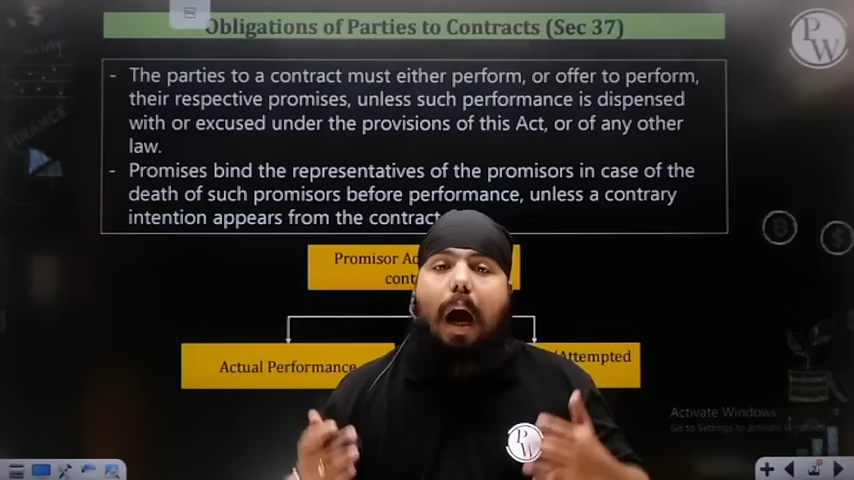 Obligations of Parties to Contracts (Sec 37)
- The parties to a contract must either perform, or offer to perform,
their respective promises, unless such performance is dispensed
with or excused under the provisions of this Act, or of any other
law.
- Promises bind the representatives of the promisors in case of the
death of such promisors before performance, unless a contrary
intention appears from the contract
Promisor
Actual Performance
Attempted
P
W
P
W
FINANCE
Activate Windows
Go to Settings to activate Windows.